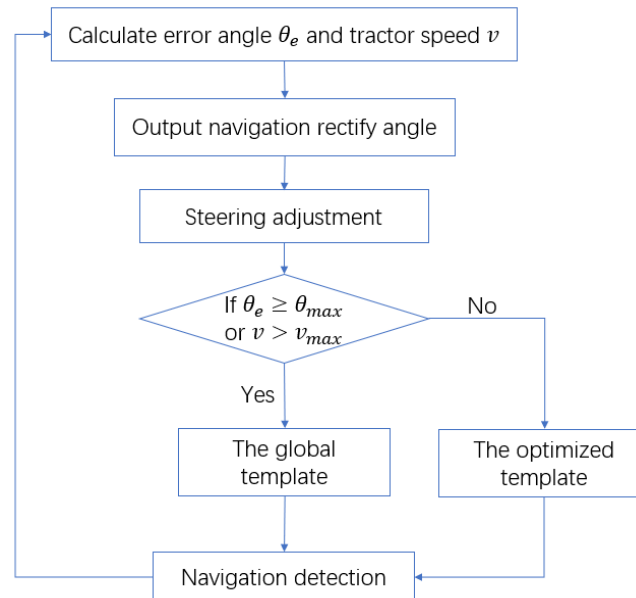 Calculate error angle θ_e and tractor speed v
Output navigation rectify angle
Steering adjustment
If θ_e ≥ θ_max
or v > v_max
No
Yes
The global
template
The optimized
template
Navigation detection